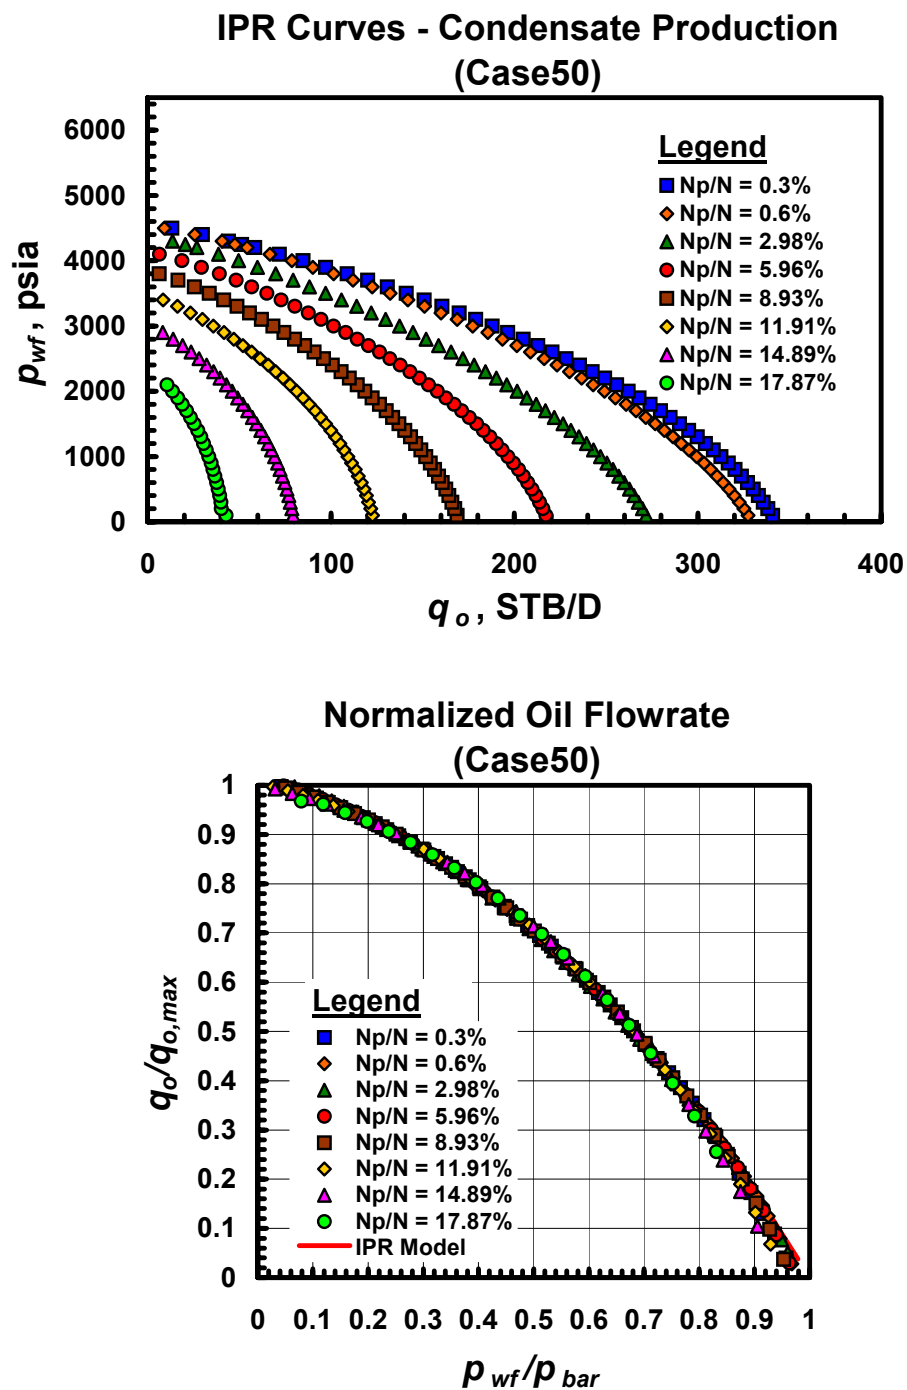 IPR Curves - Condensate Production
(Case50)
6000
5000
4000
3000
2000
1000
0
p wf, psia
Legend
Np/N = 0.3%
Np/N = 0.6%
Np/N = 2.98%
Np/N = 5.96%
Np/N = 8.93%
Np/N = 11.91%
Np/N = 14.89%
Np/N = 17.87%
0 100 200 300 400
q o , STB/D
Normalized Oil Flowrate
(Case50)
1
0.9
0.8
0.7
0.6
0.5
0.4
0.3
0.2
0.1
0
qo/qo,max
Legend
Np/N = 0.3%
Np/N = 0.6%
Np/N = 2.98%
Np/N = 5.96%
Np/N = 8.93%
Np/N = 11.91%
Np/N = 14.89%
Np/N = 17.87%
IPR Model
0 0.1 0.2 0.3 0.4 0.5 0.6 0.7 0.8 0.9 1
p wf /p bar